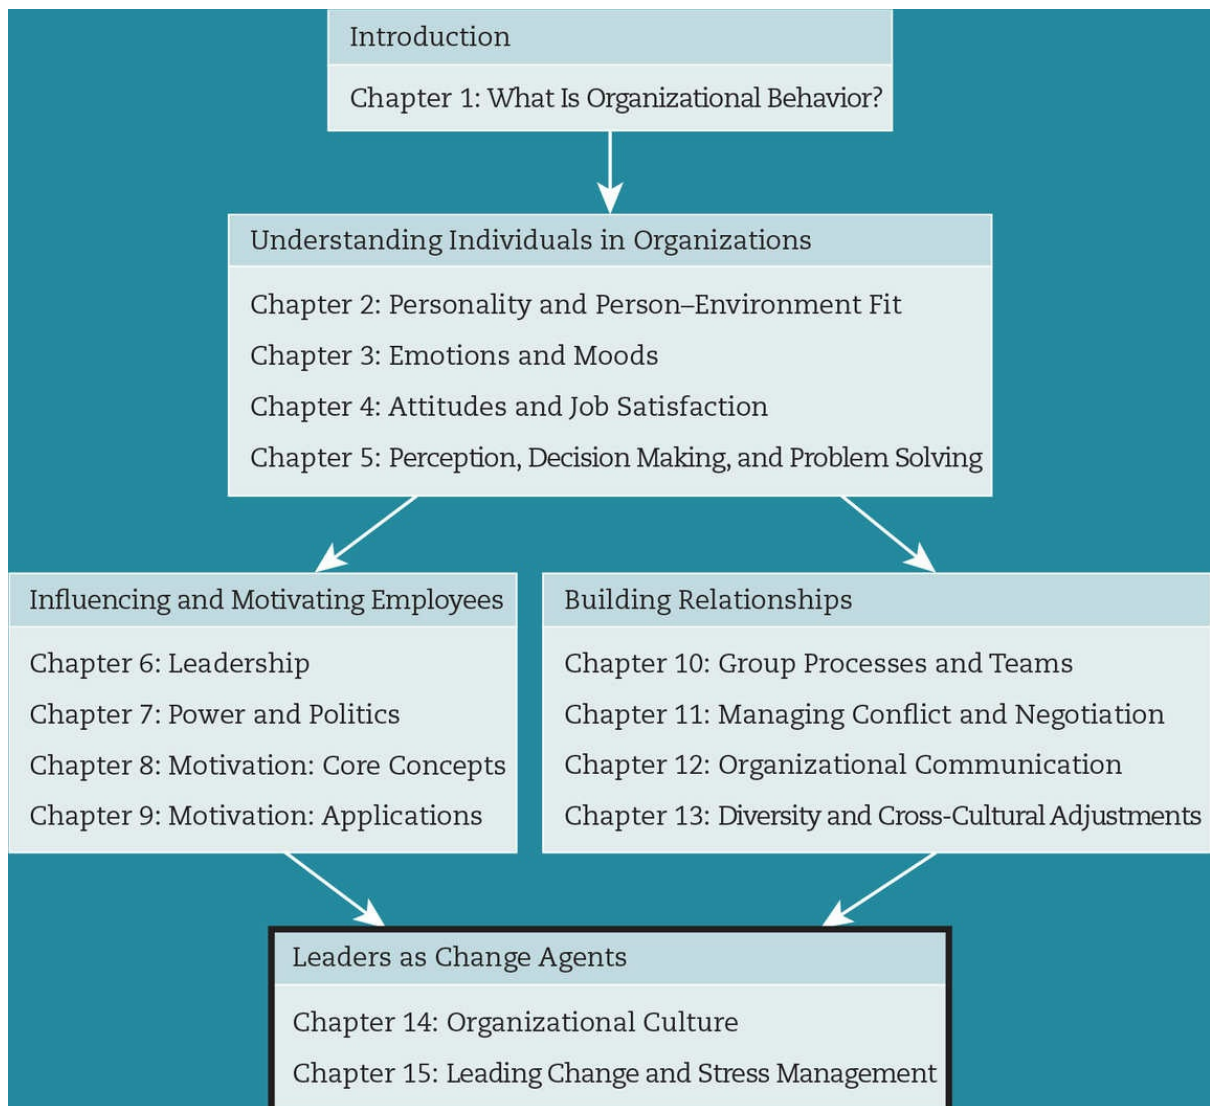 Introduction
Chapter 1: What Is Organizational Behavior?
Understanding Individuals in Organizations
Chapter 2: Personality and Person–Environment Fit
Chapter 3: Emotions and Moods
Chapter 4: Attitudes and Job Satisfaction
Chapter 5: Perception, Decision Making, and Problem Solving
Influencing and Motivating Employees
Chapter 6: Leadership
Chapter 7: Power and Politics
Chapter 8: Motivation: Core Concepts
Chapter 9: Motivation: Applications
Building Relationships
Chapter 10: Group Processes and Teams
Chapter 11: Managing Conflict and Negotiation
Chapter 12: Organizational Communication
Chapter 13: Diversity and Cross-Cultural Adjustments
Leaders as Change Agents
Chapter 14: Organizational Culture
Chapter 15: Leading Change and Stress Management